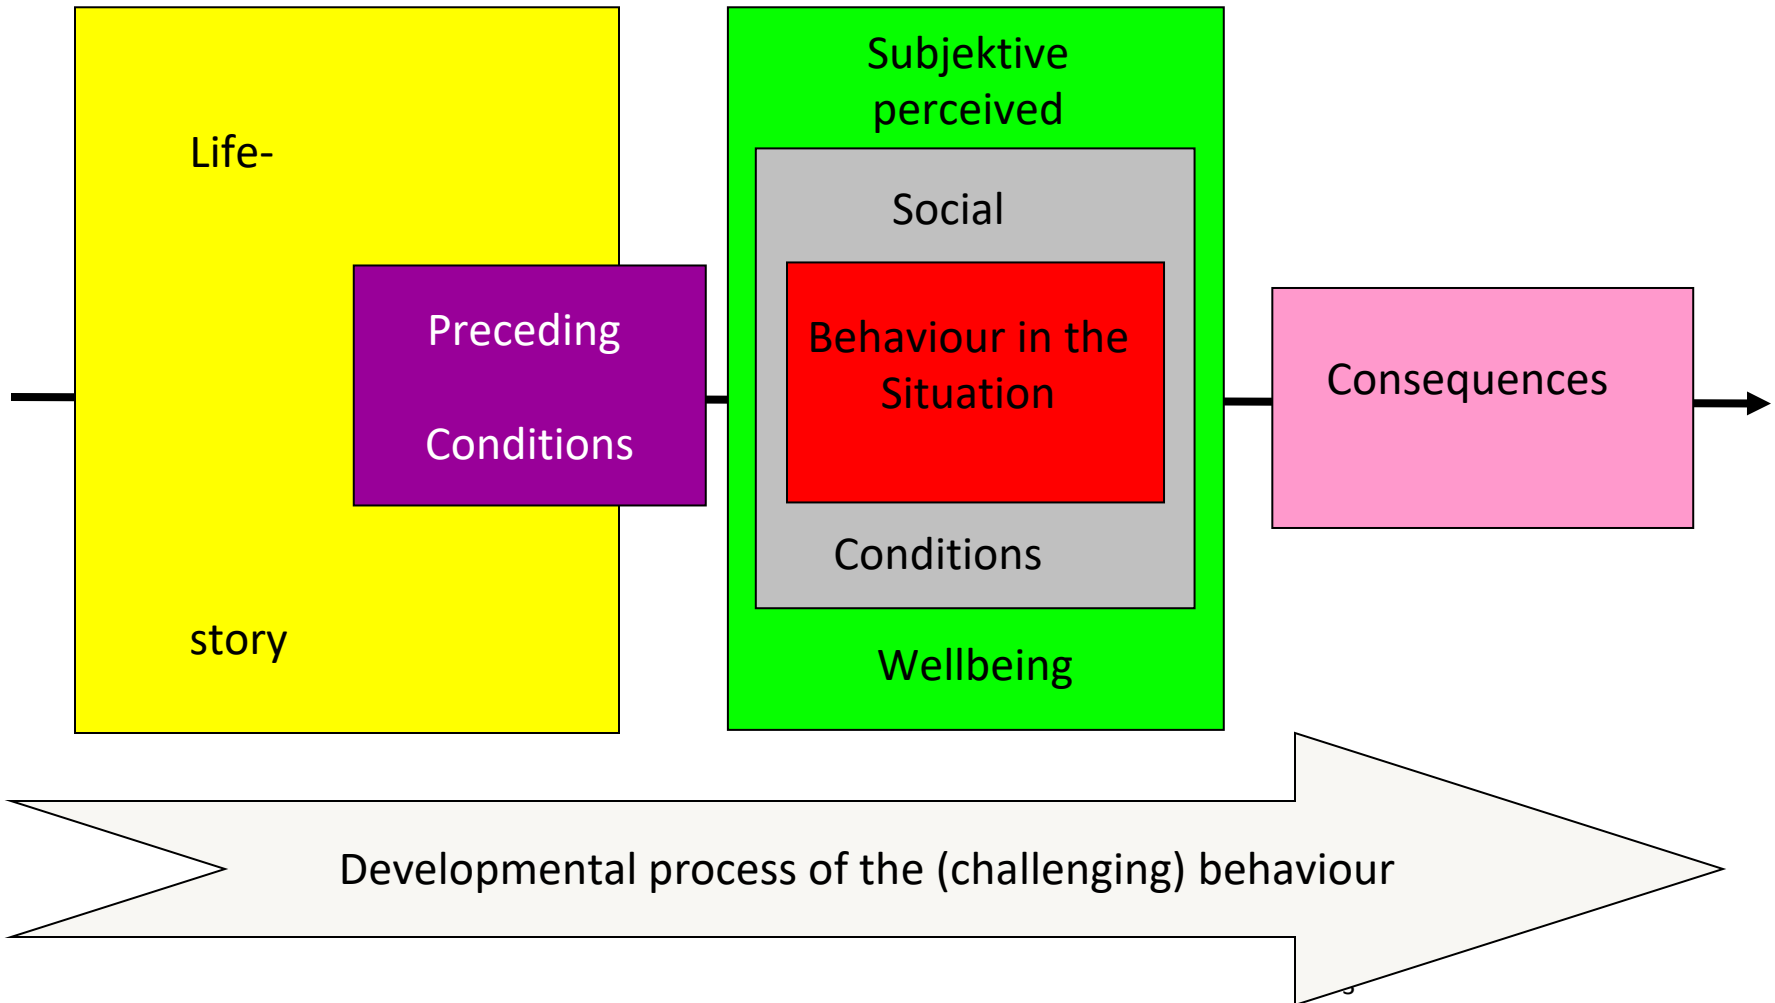 Life-
story
Preceding
Conditions
Subjektive
perceived
Social
Behaviour in the
Situation
Conditions
Wellbeing
Consequences
Developmental process of the (challenging) behaviour